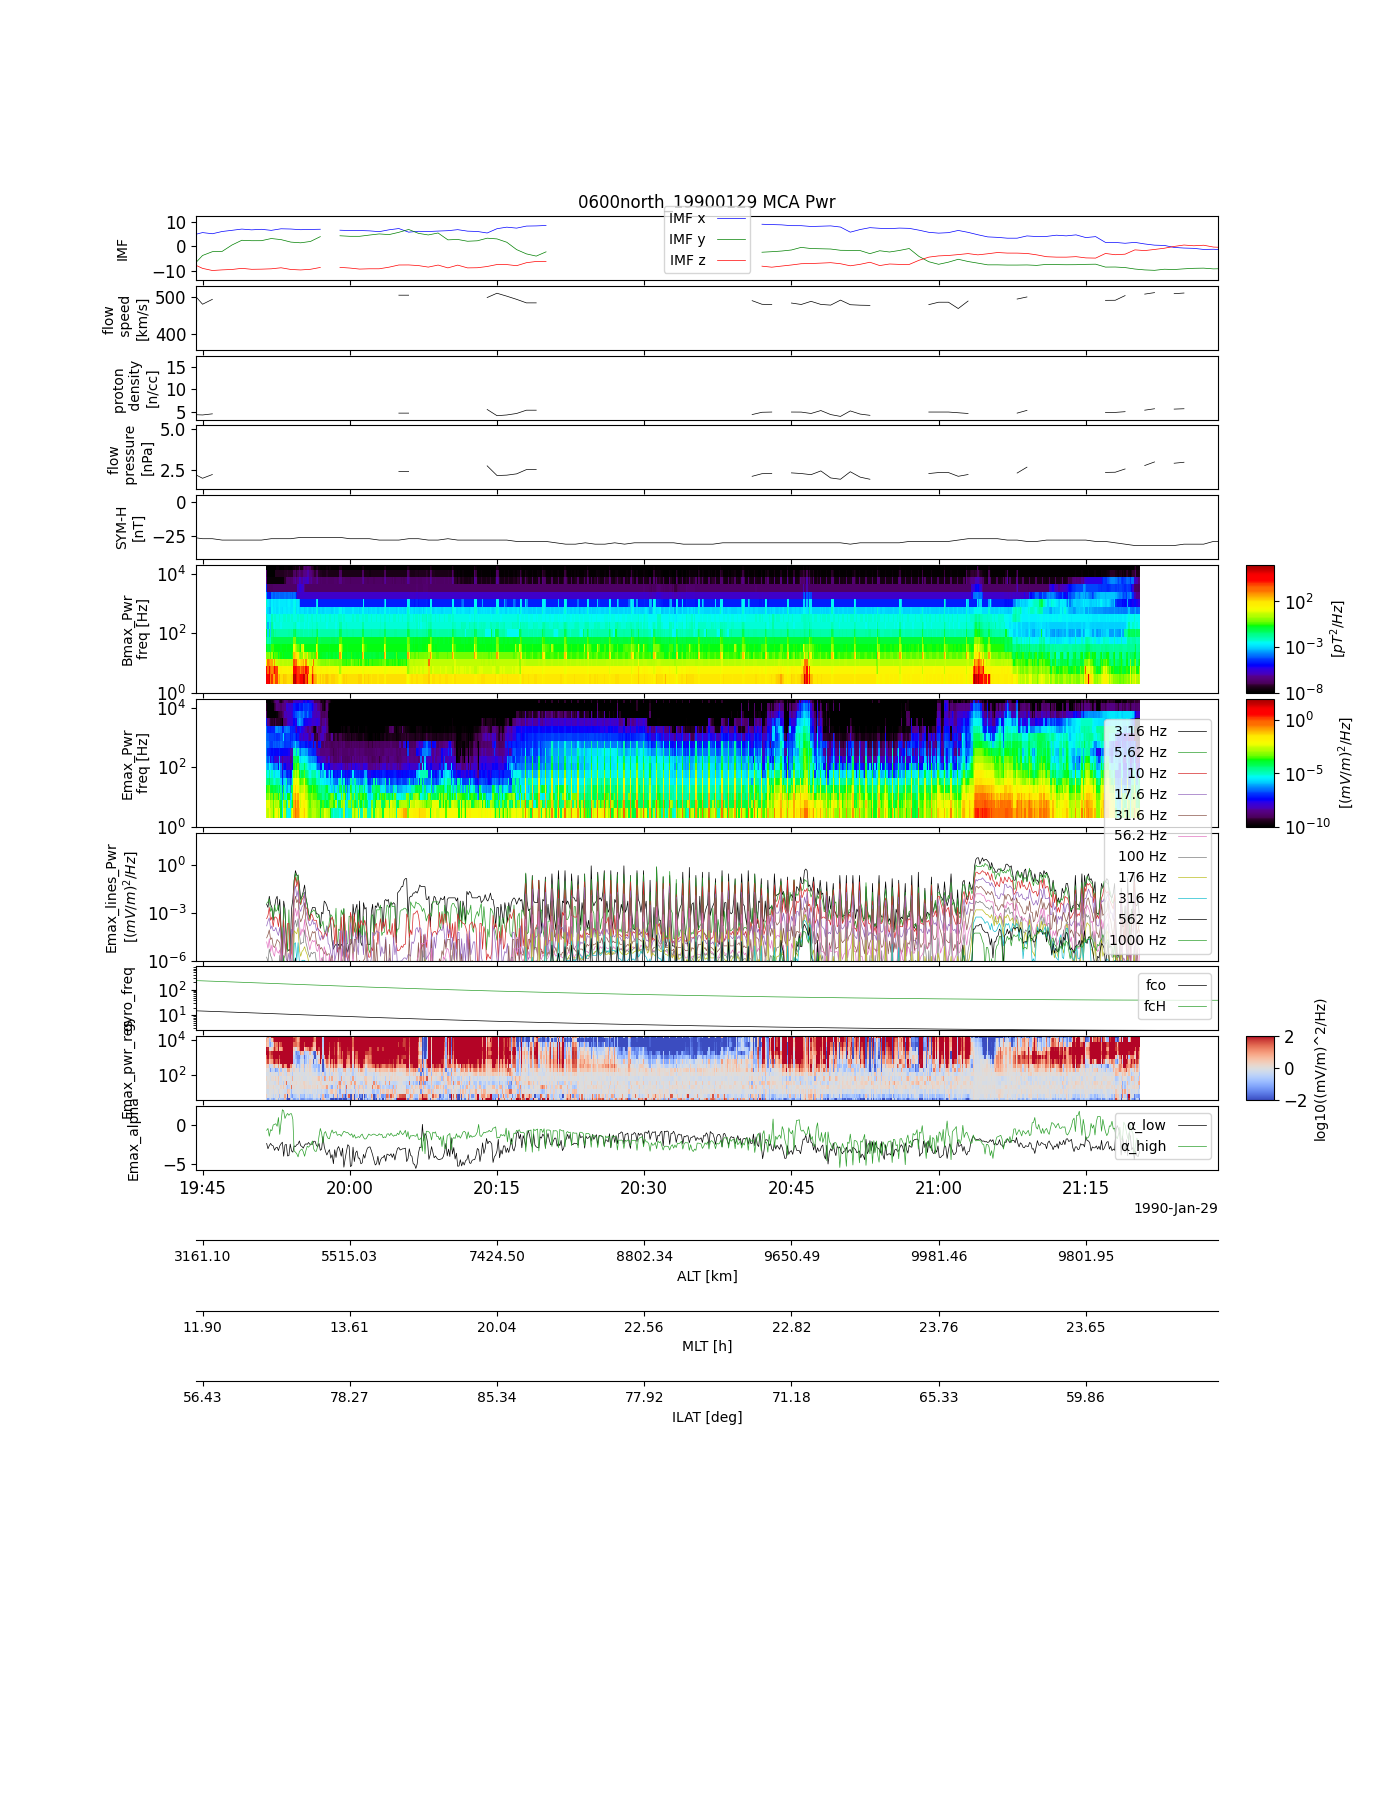 0600north_19900129 MCA Pwr
10
0
−10
IMF
IMF x
IMF y
IMF z
500
400
flow
speed
[km/s]
15
10
5
proton
density
[n/cc]
5.0
2.5
flow
pressure
[nPa]
0
−25
SYM-H
[nT]
10^4
10^2
10^0
Bmax_Pwr
freq [Hz]
10^2
10^−3
10^−8
[pT^2/Hz]
10^4
10^2
10^0
Emax_Pwr
freq [Hz]
10^0
10^−5
10^−10
[(mV/m)^2/Hz]
3.16 Hz
5.62 Hz
10 Hz
17.6 Hz
31.6 Hz
56.2 Hz
100 Hz
176 Hz
316 Hz
562 Hz
1000 Hz
10^0
10^−3
10^−6
Emax_lines_Pwr
[(mV/m)^2/Hz]
10^2
10^1
gyro_freq
fco
fcH
10^4
10^2
2
0
−2
log10((mV/m)^2/Hz)
0
−5
Emax_alpha
α_low
α_high
19:45
20:00
20:15
20:30
20:45
21:00
21:15
1990-Jan-29
3161.10
5515.03
7424.50
8802.34
9650.49
9981.46
9801.95
ALT [km]
11.90
13.61
20.04
22.56
22.82
23.76
23.65
MLT [h]
56.43
78.27
85.34
77.92
71.18
65.33
59.86
ILAT [deg]